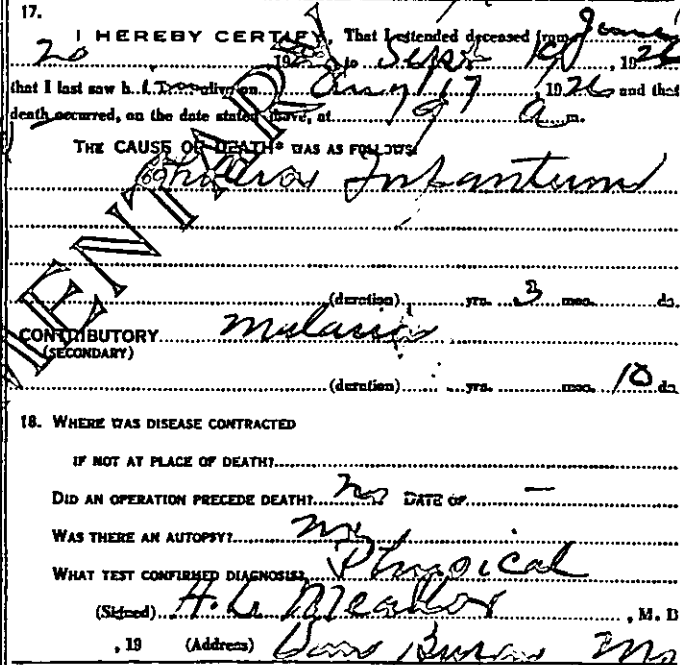 17.
I HEREBY CERTIFY, That I attended deceased from June
20, 1926 to Sept 1926
that I last saw h alive on Aug 17, 1926 and that
death occurred, on the date stated above, at a m.
THE CAUSE OF DEATH* WAS AS FOLLOWS:
Cholera Infantum
(duration) yrs. 3 mos. ds.
CONTRIBUTORY Malaria
(SECONDARY)
(duration) yrs. mos. 10 ds.
18. WHERE WAS DISEASE CONTRACTED
IF NOT AT PLACE OF DEATH?
DID AN OPERATION PRECEDE DEATH? no DATE OF —
WAS THERE AN AUTOPSY? no
WHAT TEST CONFIRMED DIAGNOSIS? Physical
(Signed) H. L. , M. D
, 19 (Address) Van Buren Mo
MENTARY